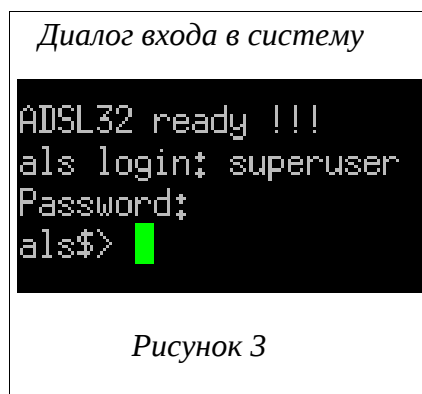 Диалог входа в систему
ADSL32 ready !!!
als login: superuser
Password:
als$>
Рисунок 3